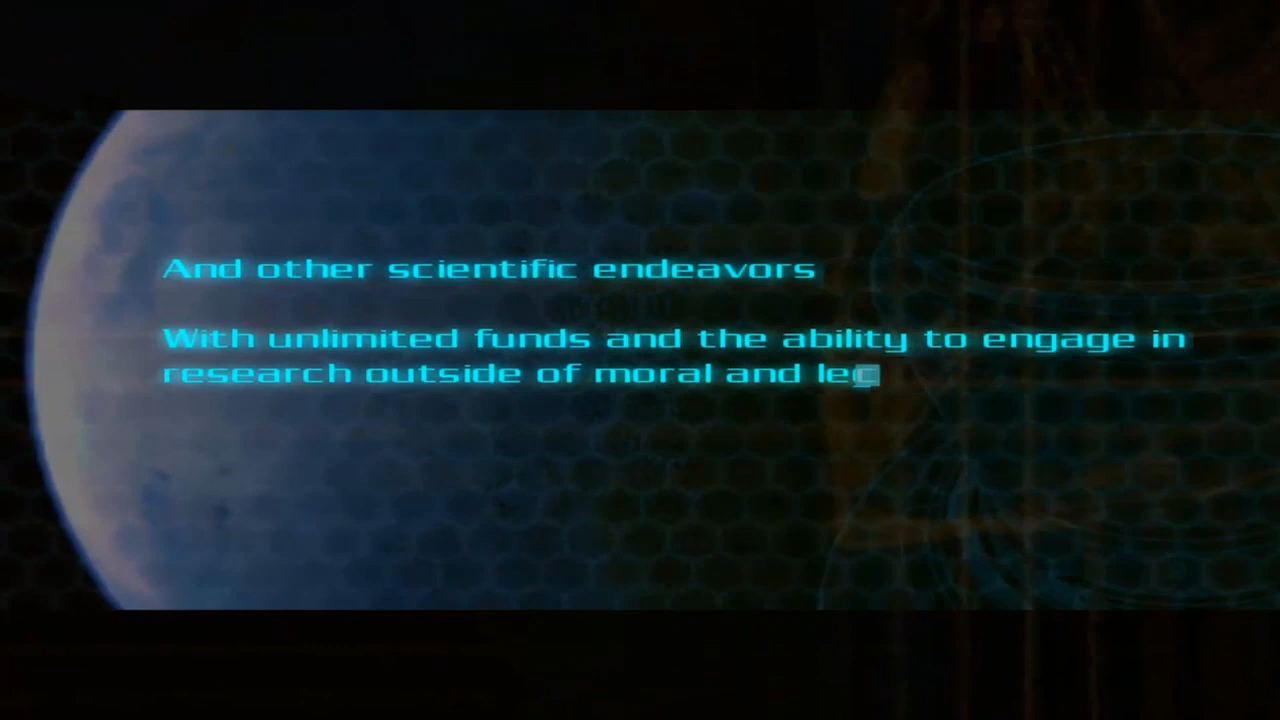 And other scientific endeavors
With unlimited funds and the ability to engage in
research outside of moral and